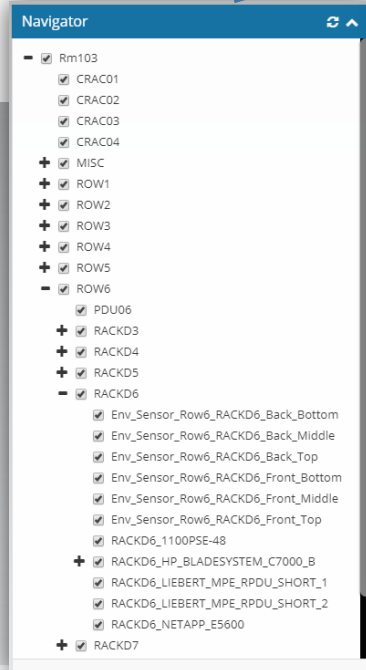 Navigator
Rm103
CRAC01
CRAC02
CRAC03
CRAC04
MISC
ROW1
ROW2
ROW3
ROW4
ROW5
ROW6
PDU06
RACKD3
RACKD4
RACKD5
RACKD6
Env_Sensor_Row6_RACKD6_Back_Bottom
Env_Sensor_Row6_RACKD6_Back_Middle
Env_Sensor_Row6_RACKD6_Back_Top
Env_Sensor_Row6_RACKD6_Front_Bottom
Env_Sensor_Row6_RACKD6_Front_Middle
Env_Sensor_Row6_RACKD6_Front_Top
RACKD6_1100PSE-48
RACKD6_HP_BLADESYSTEM_C7000_B
RACKD6_LIEBERT_MPE_RPDU_SHORT_1
RACKD6_LIEBERT_MPE_RPDU_SHORT_2
RACKD6_NETAPP_E5600
RACKD7